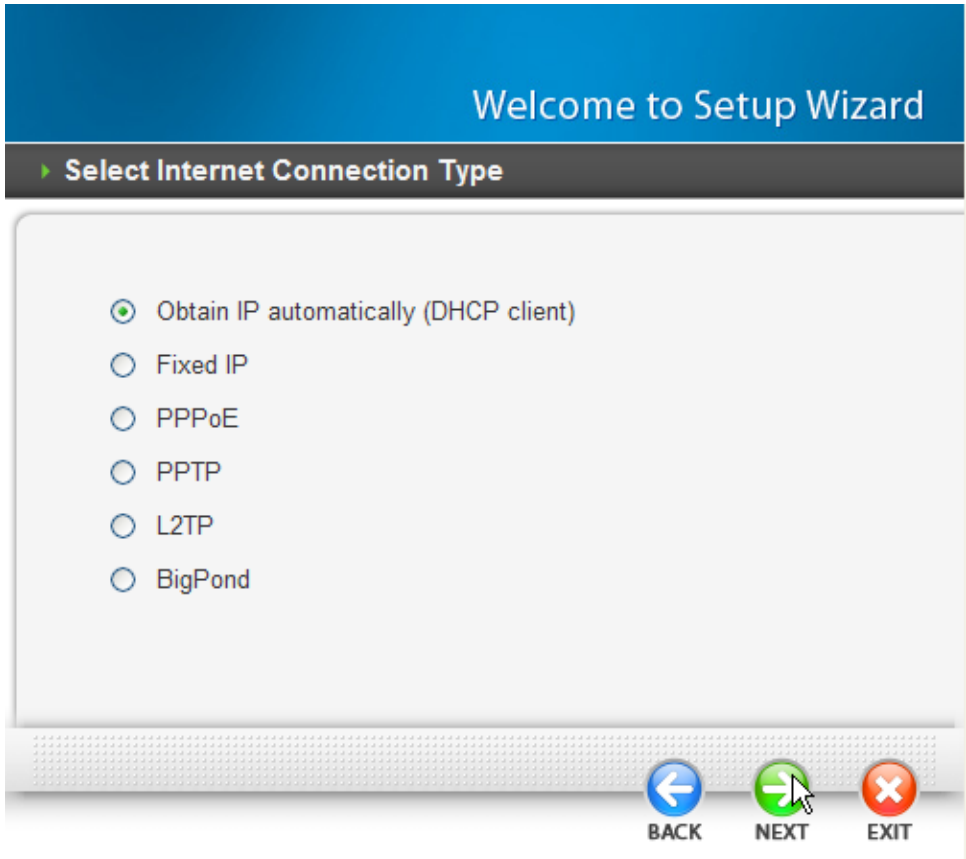 Welcome to Setup Wizard
Select Internet Connection Type
Obtain IP automatically (DHCP client)
Fixed IP
PPPoE
PPTP
L2TP
BigPond
BACK NEXT EXIT